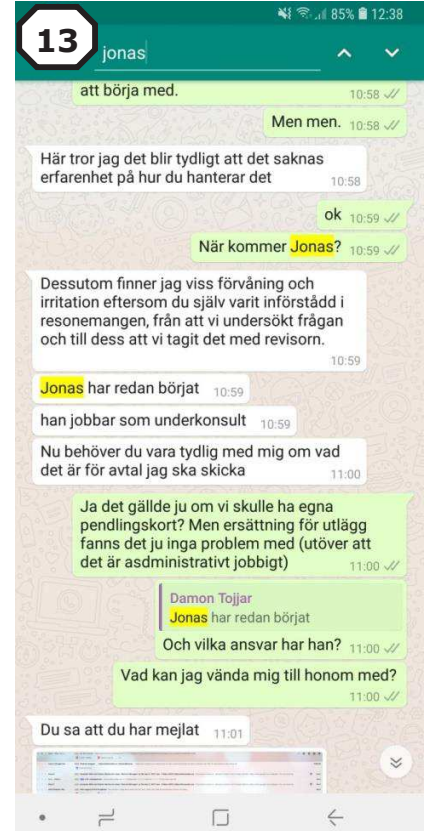 13
85% 12:38
jonas
att börja med.
10:58
Men men. 10:58
Här tror jag det blir tydligt att det saknas
erfarenhet på hur du hanterar det
10:58
ok 10:59
När kommer Jonas? 10:59
Dessutom finner jag viss förvåning och
irritation eftersom du själv varit införstådd i
resonemangen, från att vi undersökt frågan
och till dess att vi tagit det med revisorn.
10:59
Jonas har redan börjat 10:59
han jobbar som underkonsult 10:59
Nu behöver du vara tydlig med mig om vad
det är för avtal jag ska skicka
11:00
Ja det gällde ju om vi skulle ha egna
pendlingskort? Men ersättning för utlägg
fanns det ju inga problem med (utöver att
det är asdministrativt jobbigt)
11:00
Damon Tojjar
Jonas har redan börjat
Och vilka ansvar har han? 11:00
Vad kan jag vända mig till honom med?
11:00
Du sa att du har mejlat 11:01